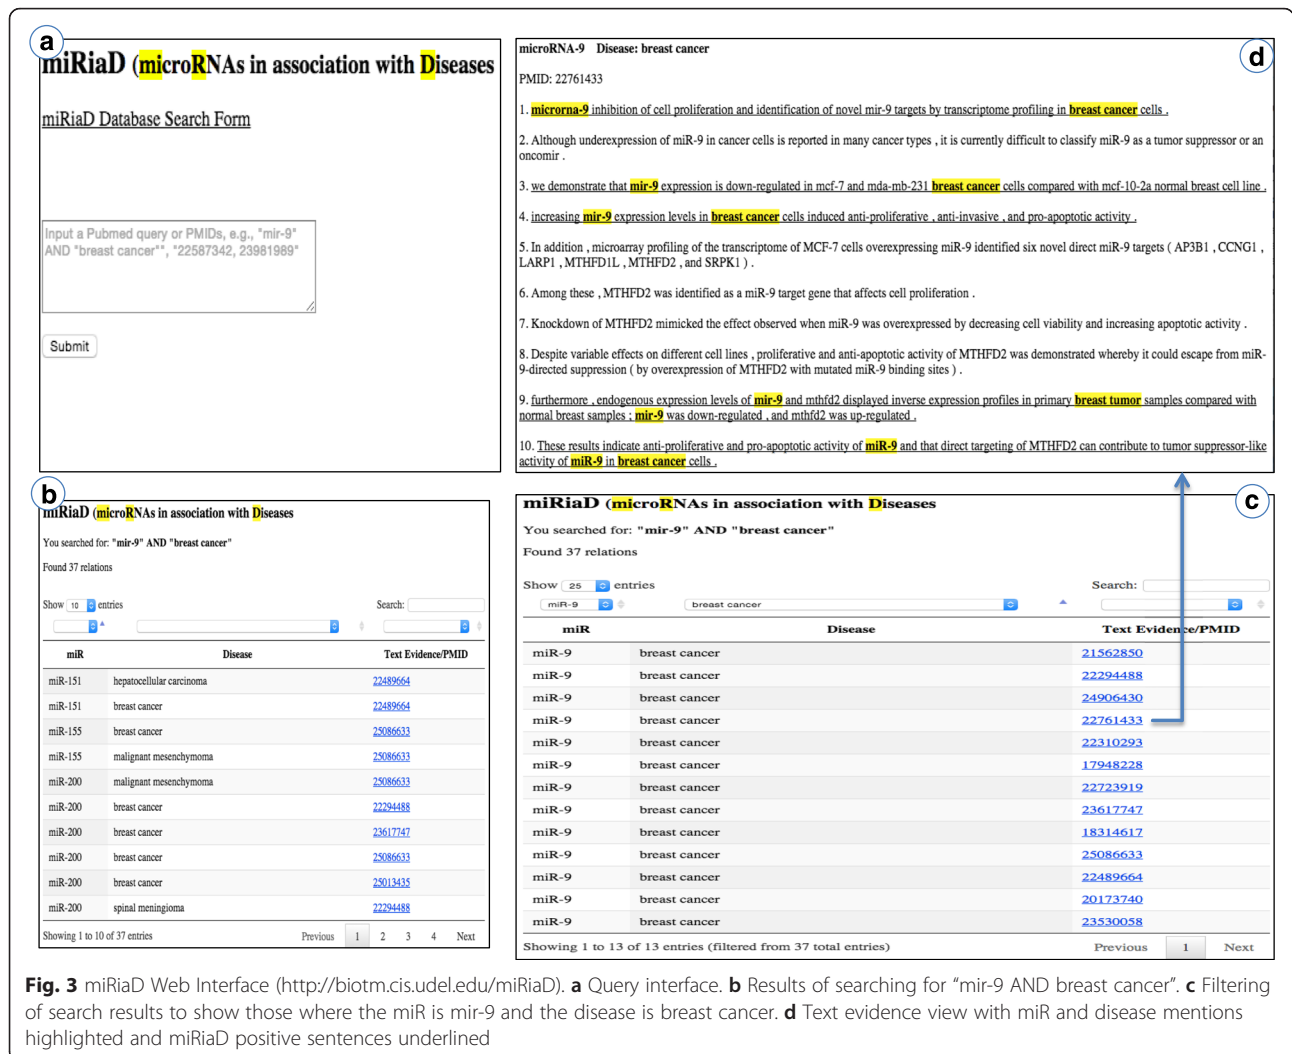 a
miRiaD (microRNAs in association with Diseases
miRiaD Database Search Form
Input a Pubmed query or PMIDs, e.g., "mir-9"
AND "breast cancer"", "22587342, 23981989"
Submit
d
microRNA-9 Disease: breast cancer
PMID: 22761433
1. microrna-9 inhibition of cell proliferation and identification of novel mir-9 targets by transcriptome profiling in breast cancer cells .
2. Although underexpression of miR-9 in cancer cells is reported in many cancer types , it is currently difficult to classify miR-9 as a tumor suppressor or an
oncomir .
3. we demonstrate that mir-9 expression is down-regulated in mcf-7 and mda-mb-231 breast cancer cells compared with mcf-10-2a normal breast cell line .
4. increasing mir-9 expression levels in breast cancer cells induced anti-proliferative , anti-invasive , and pro-apoptotic activity .
5. In addition , microarray profiling of the transcriptome of MCF-7 cells overexpressing miR-9 identified six novel direct miR-9 targets ( AP3B1 , CCNG1 ,
LARP1 , MTHFD1L , MTHFD2 , and SRPK1 ) .
6. Among these , MTHFD2 was identified as a miR-9 target gene that affects cell proliferation .
7. Knockdown of MTHFD2 mimicked the effect observed when miR-9 was overexpressed by decreasing cell viability and increasing apoptotic activity .
8. Despite variable effects on different cell lines , proliferative and anti-apoptotic activity of MTHFD2 was demonstrated whereby it could escape from miR-
9-directed suppression ( by overexpression of MTHFD2 with mutated miR-9 binding sites ) .
9. furthermore , endogenous expression levels of mir-9 and mthfd2 displayed inverse expression profiles in primary breast tumor samples compared with
normal breast samples ; mir-9 was down-regulated , and mthfd2 was up-regulated .
10. These results indicate anti-proliferative and pro-apoptotic activity of miR-9 and that direct targeting of MTHFD2 can contribute to tumor suppressor-like
activity of miR-9 in breast cancer cells .
b
miRiaD (microRNAs in association with Diseases
You searched for: "mir-9" AND "breast cancer"
Found 37 relations
Show 10 entries Search:
miR Disease Text Evidence/PMID
miR-151 hepatocellular carcinoma 22489664
miR-151 breast cancer 22489664
miR-155 breast cancer 25086633
miR-155 malignant mesenchymoma 25086633
miR-200 malignant mesenchymoma 25086633
miR-200 breast cancer 22294488
miR-200 breast cancer 23617747
miR-200 breast cancer 25086633
miR-200 breast cancer 25013435
miR-200 spinal meningioma 22294488
Showing 1 to 10 of 37 entries Previous 1 2 3 4 Next
c
miRiaD (microRNAs in association with Diseases
You searched for: "mir-9" AND "breast cancer"
Found 37 relations
Show 25 entries Search:
miR-9 breast cancer
miR Disease Text Evidence/PMID
miR-9 breast cancer 21562850
miR-9 breast cancer 22294488
miR-9 breast cancer 24906430
miR-9 breast cancer 22761433
miR-9 breast cancer 22310293
miR-9 breast cancer 17948228
miR-9 breast cancer 22723919
miR-9 breast cancer 23617747
miR-9 breast cancer 18314617
miR-9 breast cancer 25086633
miR-9 breast cancer 22489664
miR-9 breast cancer 20173740
miR-9 breast cancer 23530058
Showing 1 to 13 of 13 entries (filtered from 37 total entries) Previous 1 Next
Fig. 3 miRiaD Web Interface (http://biotm.cis.udel.edu/miRiaD). a Query interface. b Results of searching for “mir-9 AND breast cancer”. c Filtering
of search results to show those where the miR is mir-9 and the disease is breast cancer. d Text evidence view with miR and disease mentions
highlighted and miRiaD positive sentences underlined